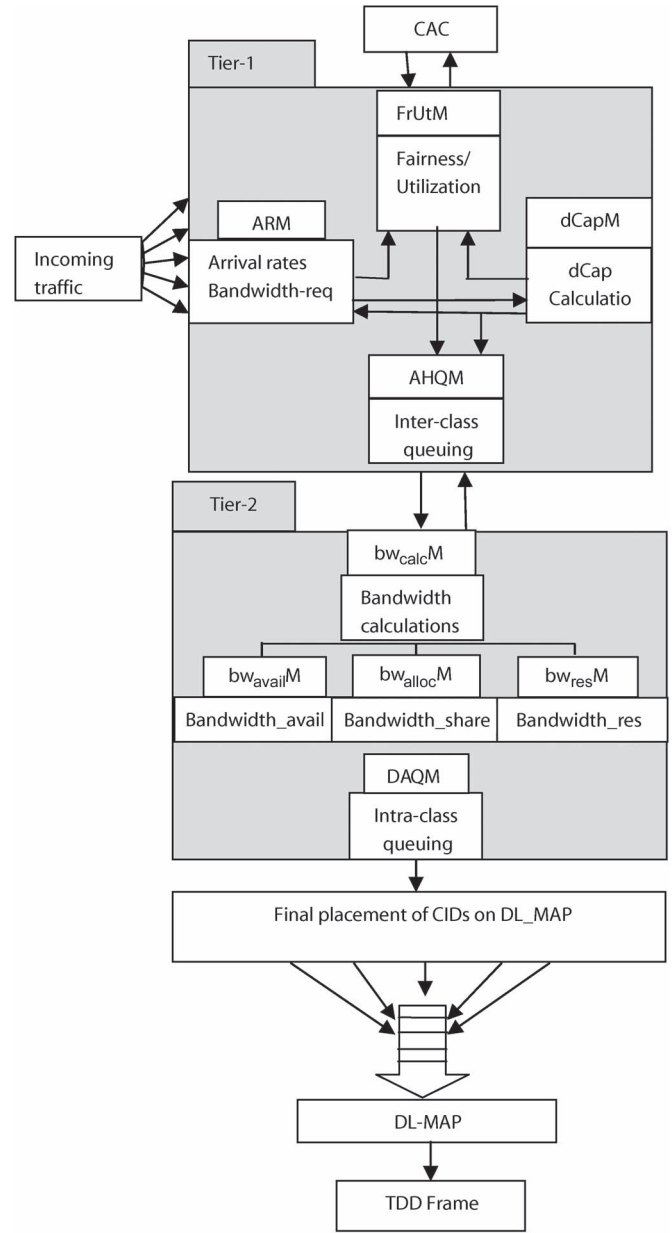 CAC
Tier-1
FrUtM
Fairness/
Utilization
ARM
dCapM
Incoming
traffic
Arrival rates
Bandwidth-req
dCap
Calculatio
AHQM
Inter-class
queuing
Tier-2
bwcalcM
Bandwidth
calculations
bwavailM
bwallocM
bwresM
Bandwidth_avail
Bandwidth_share
Bandwidth_res
DAQM
Intra-class
queuing
Final placement of CIDs on DL_MAP
DL-MAP
TDD Frame